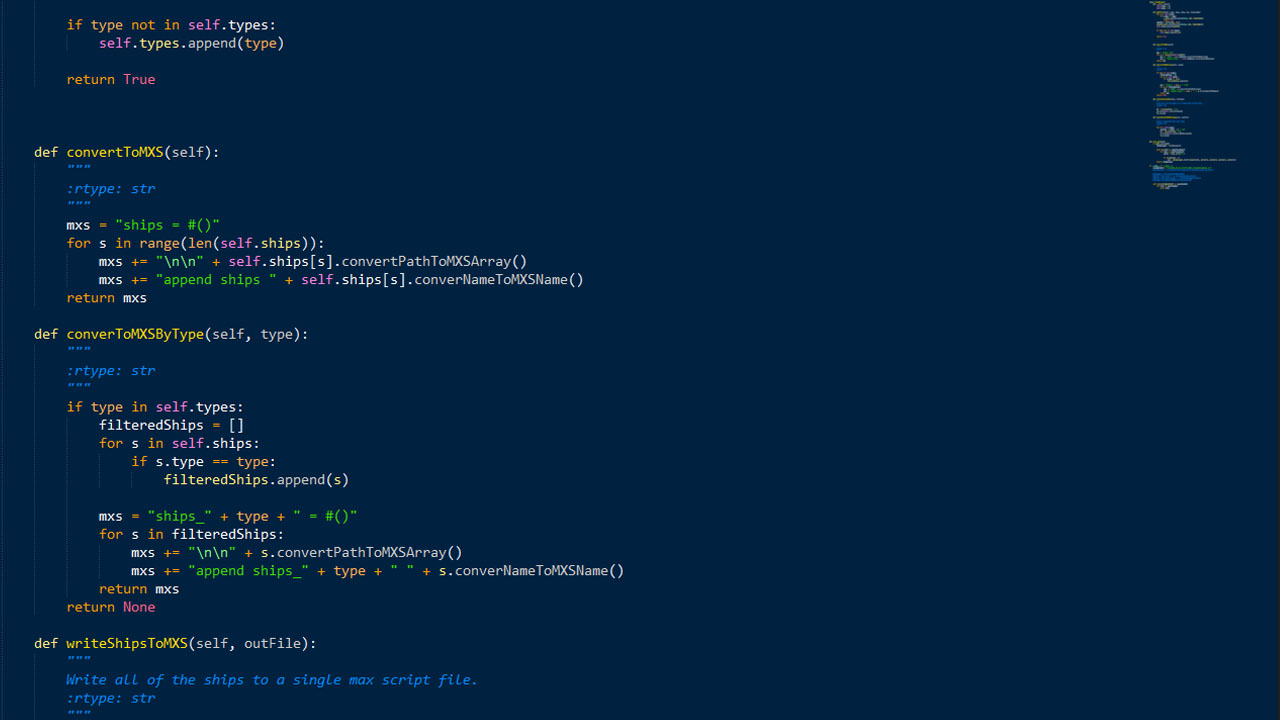 if type not in self.types:
self.types.append(type)
return True
def convertToMXS(self):
"""
:rtype: str
"""
mxs = "ships = #()"
for s in range(len(self.ships)):
mxs += "\n\n" + self.ships[s].convertPathToMXSArray()
mxs += "append ships " + self.ships[s].converNameToMXSName()
return mxs
def converToMXSByType(self, type):
"""
:rtype: str
"""
if type in self.types:
filteredShips = []
for s in self.ships:
if s.type == type:
filteredShips.append(s)
mxs = "ships_" + type + " = #()"
for s in filteredShips:
mxs += "\n\n" + s.convertPathToMXSArray()
mxs += "append ships_" + type + " " + s.converNameToMXSName()
return mxs
return None
def writeShipsToMXS(self, outFile):
"""
Write all of the ships to a single max script file.
:rtype: str
"""